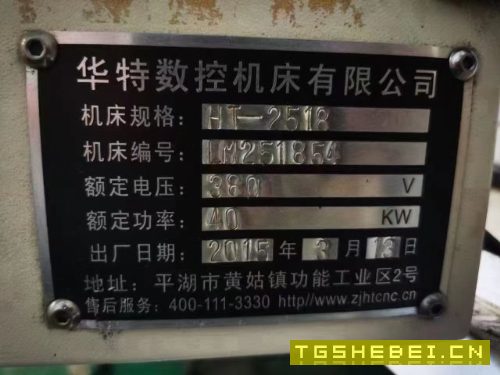 华特数控机床有限公司
机床规格: HT-2518
机床编号: LM251854
额定电压: 380 V
额定功率: 40 KW
出厂日期: 2015 年 3 月 13 日
地址: 平湖市黄姑镇功能工业区2号
售后服务: 400-111-3330 http//www.zjhtcnc.cn
TGSHEBEI.CN